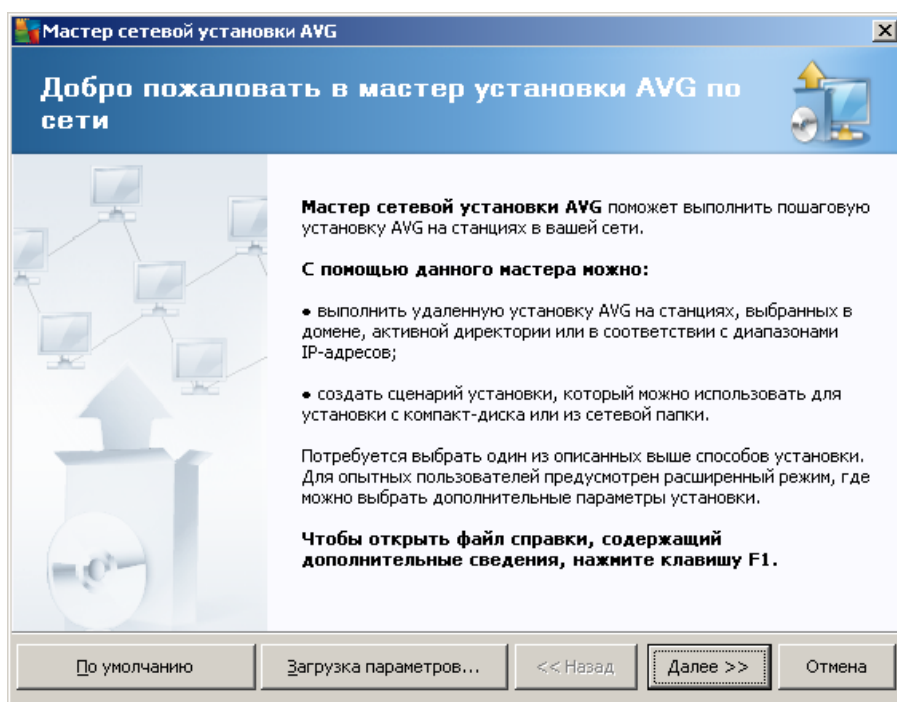 Мастер сетевой установки AVG
Добро пожаловать в мастер установки AVG по
сети
Мастер сетевой установки AVG поможет выполнить пошаговую
установку AVG на станциях в вашей сети.
С помощью данного мастера можно:
• выполнить удаленную установку AVG на станциях, выбранных в
домене, активной директории или в соответствии с диапазонами
IP-адресов;
• создать сценарий установки, который можно использовать для
установки с компакт-диска или из сетевой папки.
Потребуется выбрать один из описанных выше способов установки.
Для опытных пользователей предусмотрен расширенный режим, где
можно выбрать дополнительные параметры установки.
Чтобы открыть файл справки, содержащий
дополнительные сведения, нажмите клавишу F1.
По умолчанию Загрузка параметров... << Назад Далее >> Отмена